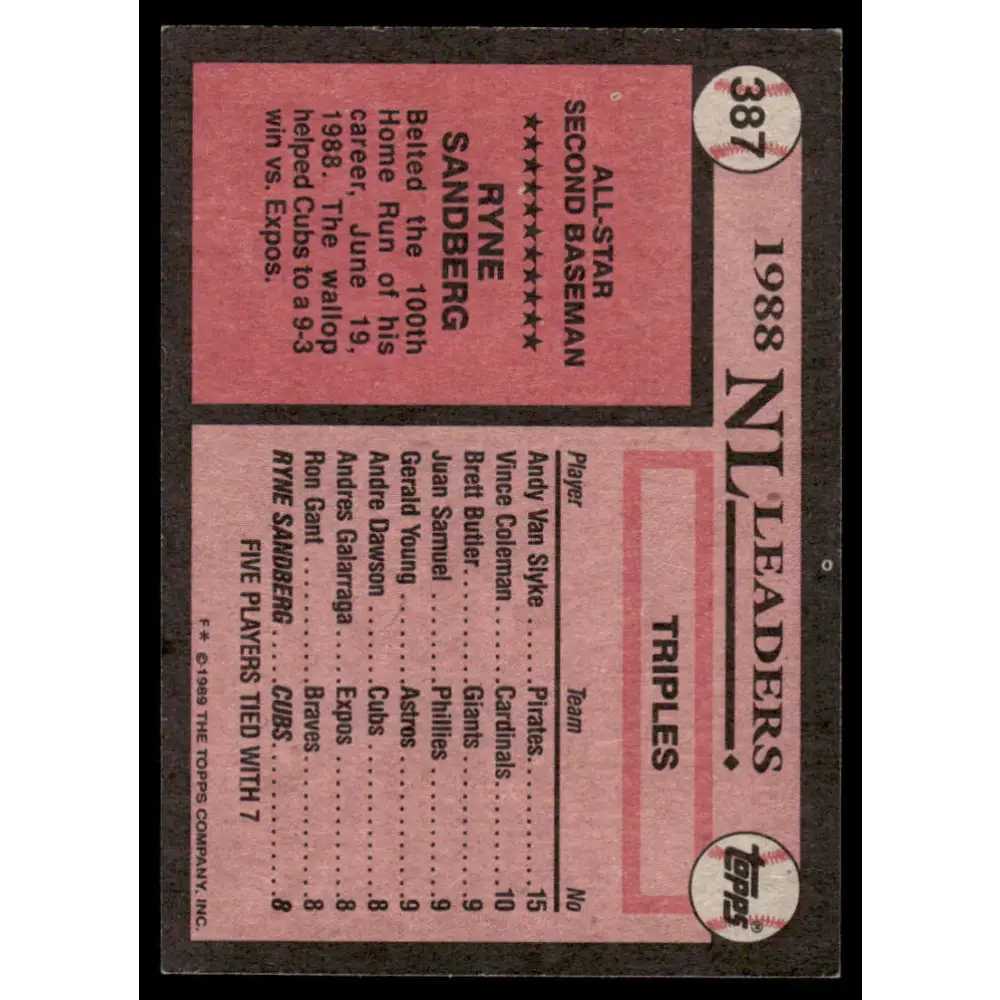 387
1988 NL LEADERS
topps®
ALL-STAR
SECOND BASEMAN
★★★★★★★★★★
RYNE
SANDBERG
Belted the 100th
Home Run of his
career, June 19,
1988. The wallop
helped Cubs to a 9-3
win vs. Expos.
TRIPLES
Player Team No
Andy Van Slyke ..... Pirates ........ 15
Vince Coleman ...... Cardinals ...... 10
Brett Butler ....... Giants ......... 9
Juan Samuel ........ Phillies ....... 9
Gerald Young ....... Astros ......... 9
Andre Dawson ....... Cubs ........... 8
Andres Galarraga ... Expos .......... 8
Ron Gant ........... Braves ......... 8
RYNE SANDBERG ...... CUBS ........... 8
FIVE PLAYERS TIED WITH 7
F* ©1989 THE TOPPS COMPANY, INC.